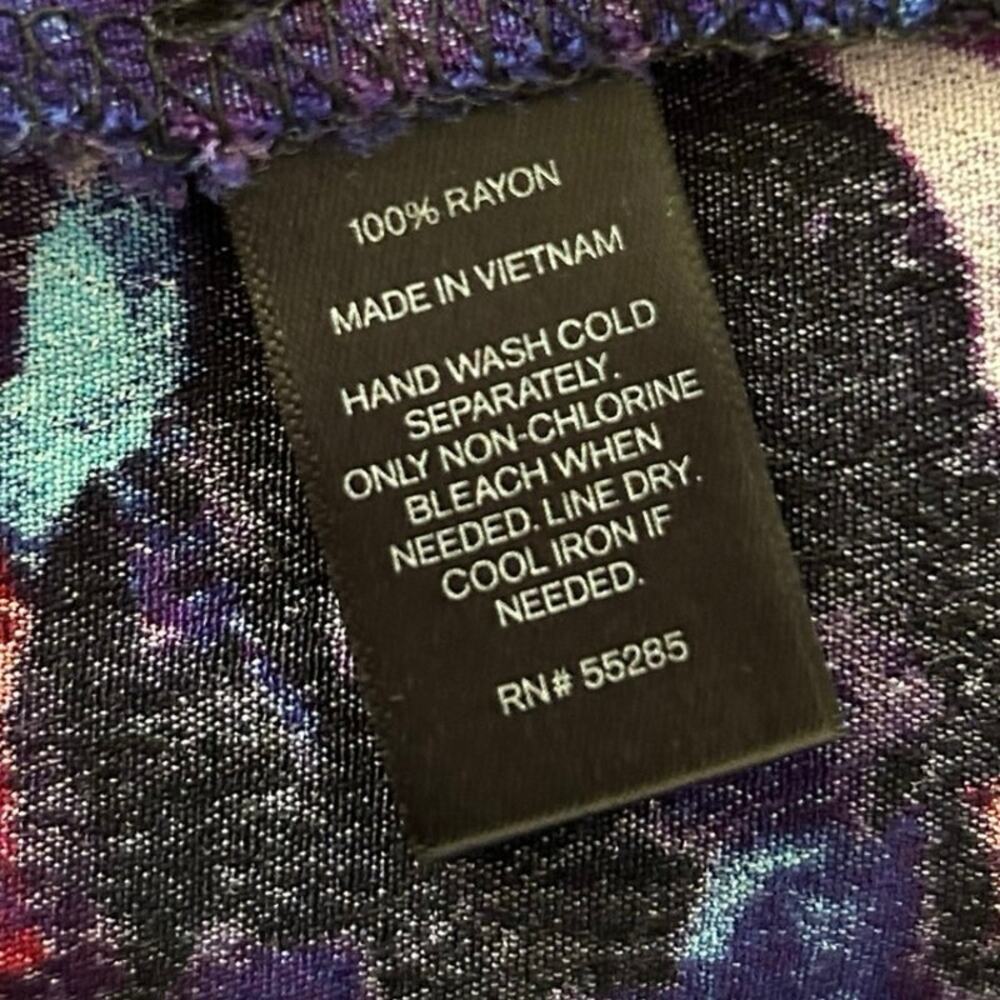 100% RAYON
MADE IN VIETNAM
HAND WASH COLD
SEPARATELY.
ONLY NON-CHLORINE
BLEACH WHEN
NEEDED. LINE DRY.
COOL IRON IF
NEEDED.
RN# 55285